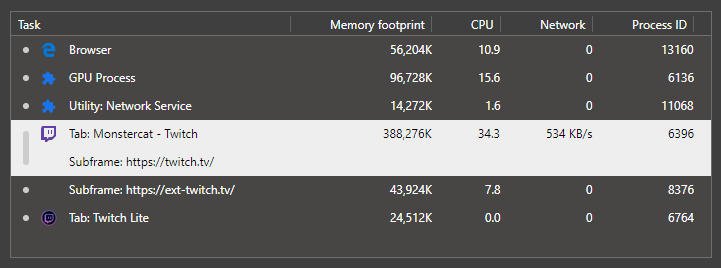 Task Memory footprint CPU Network Process ID
Browser 56,204K 10.9 0 13160
GPU Process 96,728K 15.6 0 6136
Utility: Network Service 14,272K 1.6 0 11068
Tab: Monstercat - Twitch 388,276K 34.3 534 KB/s 6396
Subframe: https://twitch.tv/
Subframe: https://ext-twitch.tv/ 43,924K 7.8 0 8376
Tab: Twitch Lite 24,512K 0.0 0 6764